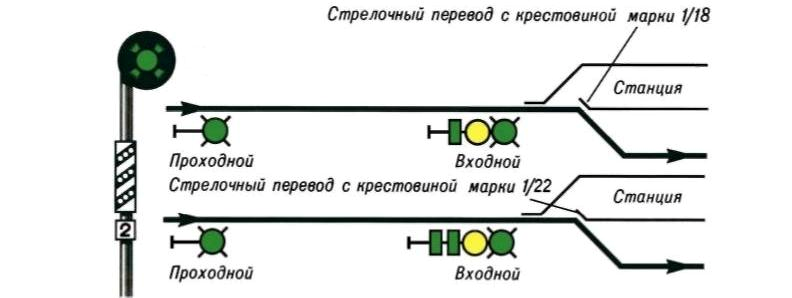 Стрелочный перевод с крестовиной марки 1/18
Станция
Проходной
Входной
Стрелочный перевод с крестовиной марки 1/22
Станция
2
Проходной
Входной